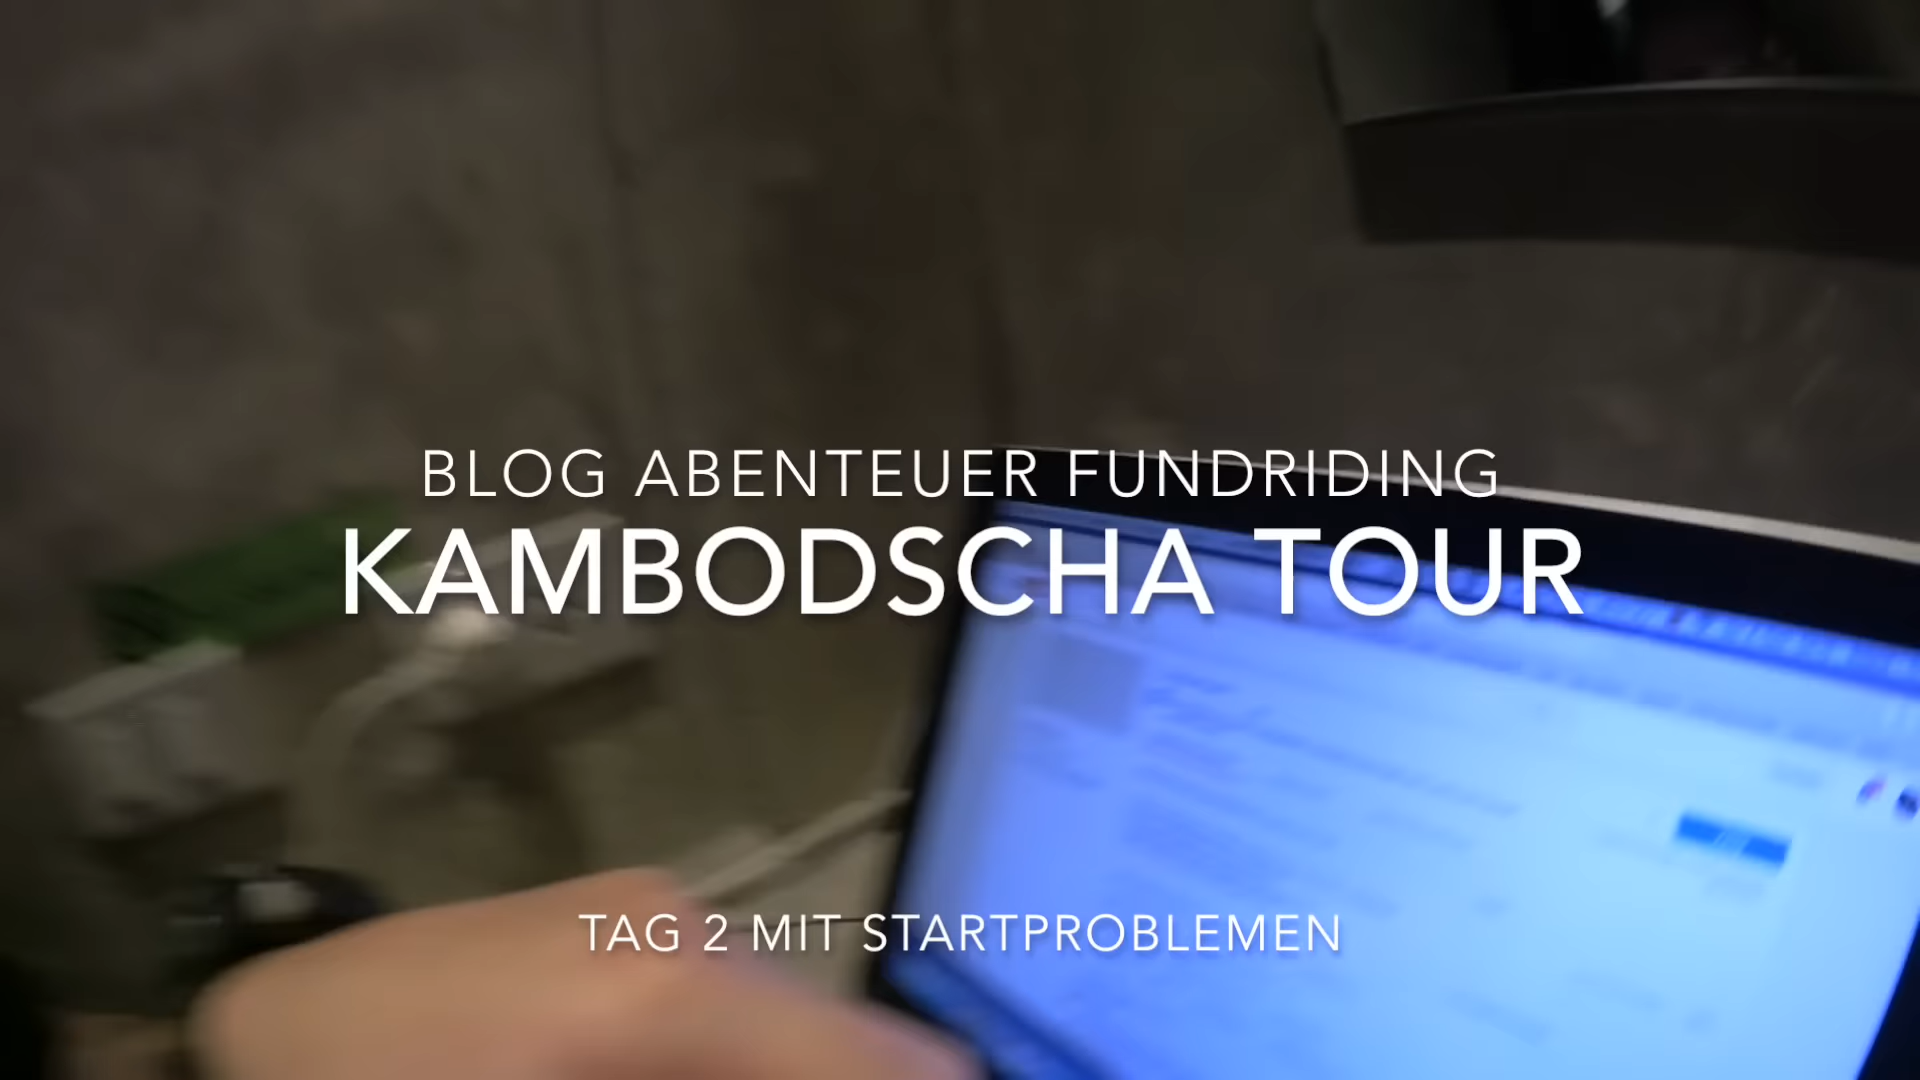 BLOG ABENTEUER FUNDRIDING
KAMBODSCHA TOUR
TAG 2 MIT STARTPROBLEMEN